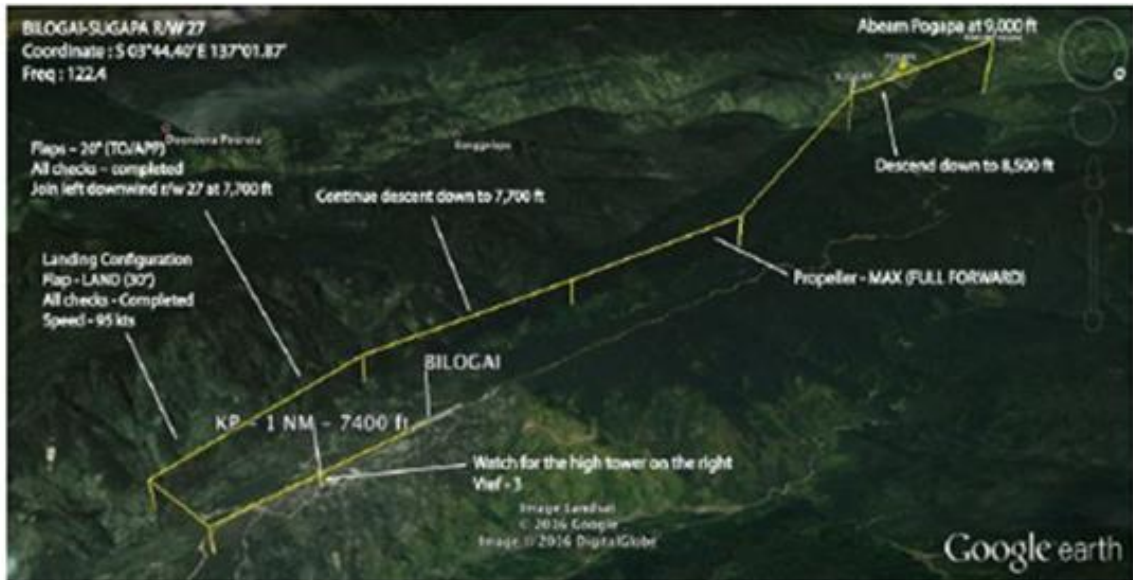 BILOGAI-SUGAPA R/W 27
Coordinate : S 03°44.40' E 137°01.87'
Freq : 122.4
Abeam Pogapa at 9,000 ft
Descend down to 8,500 ft
Flaps - 20° (TO/APP)
All checks - completed
Join left downwind r/w 27 at 7,700 ft
Continue descent down to 7,700 ft
Propeller - MAX (FULL FORWARD)
Landing Configuration
Flap - LAND (30°)
All checks - Completed
Speed - 95 kts
BILOGAI
KP - 1 NM - 7400 ft
Watch for the high tower on the right
Vref - 3
Image Landsat
© 2016 Google
Image © 2016 DigitalGlobe
Google earth